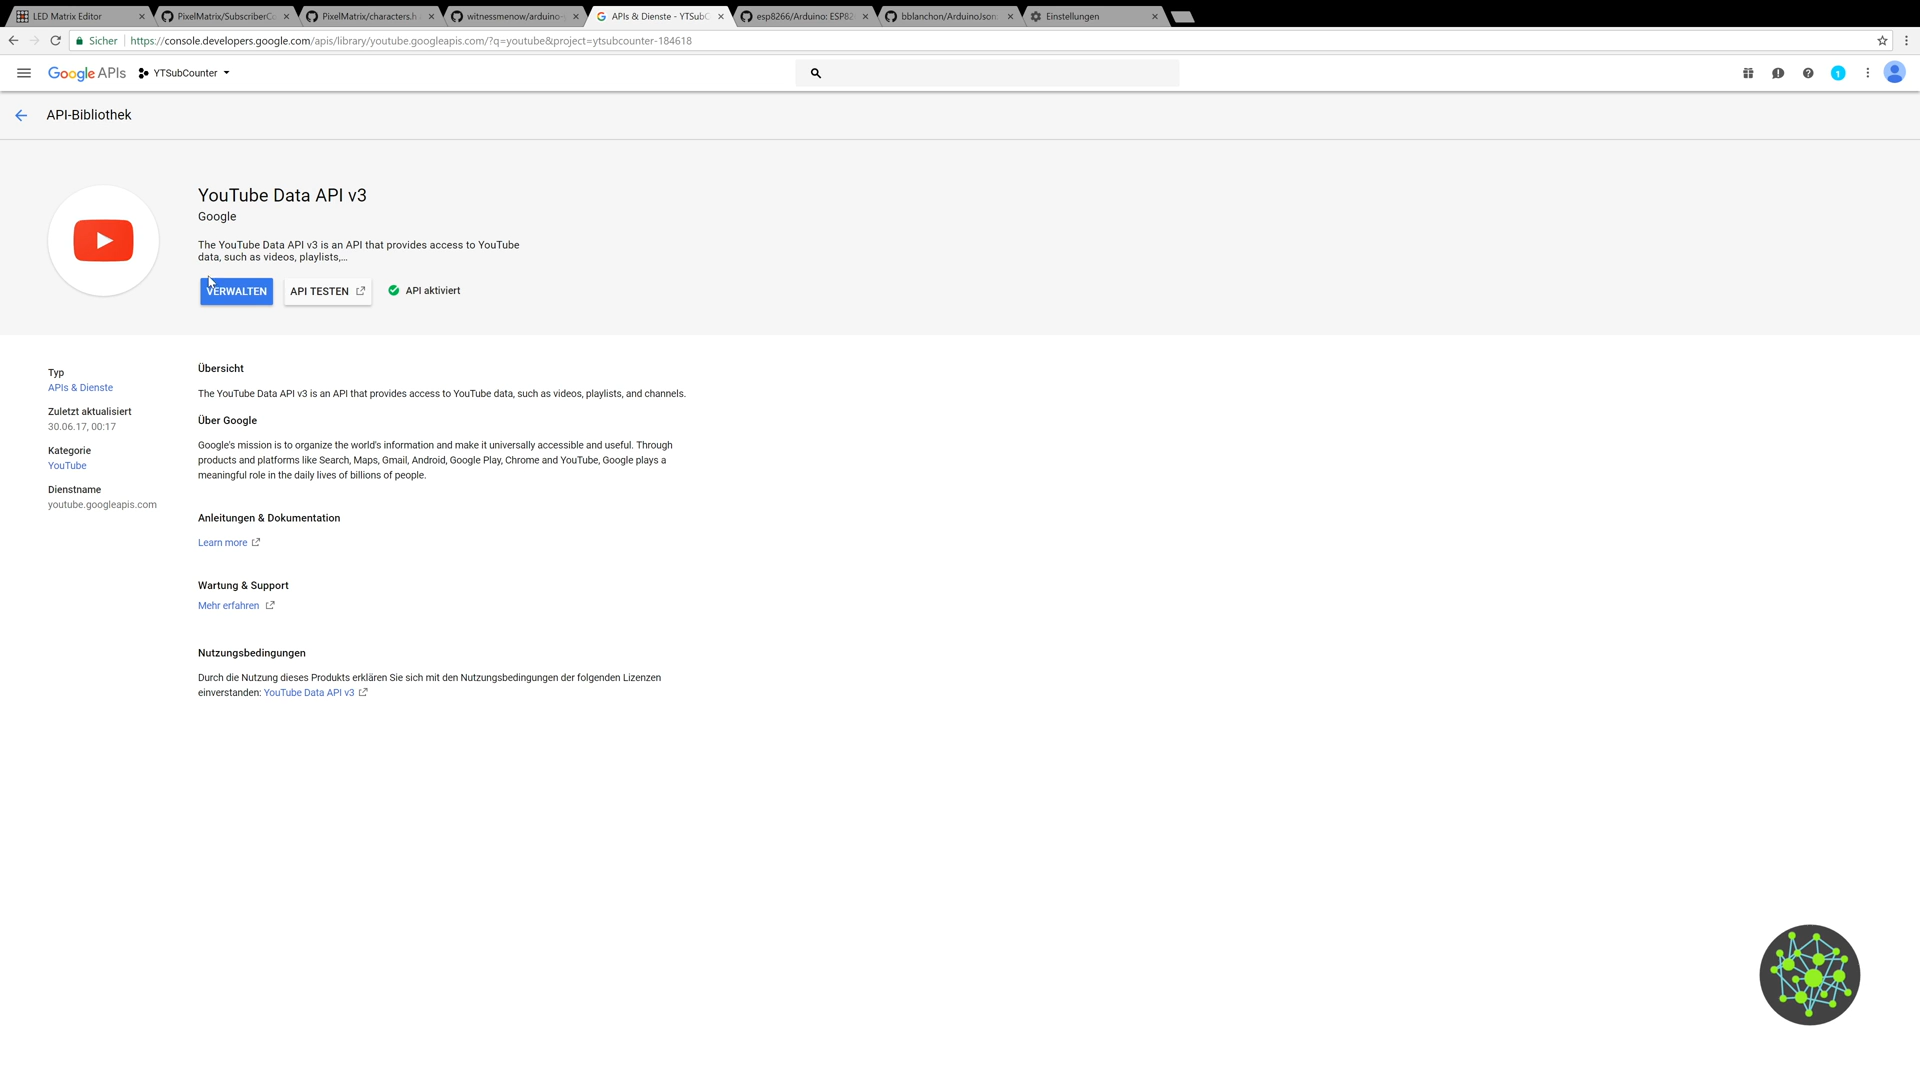 LED Matrix Editor
PixelMatrix/SubscriberCo
PixelMatrix/characters.h
witnessmenow/arduino-
APIs & Dienste - YTSubC
esp8266/Arduino: ESP82
bblanchon/ArduinoJson:
Einstellungen
Sicher
https://console.developers.google.com/apis/library/youtube.googleapis.com/?q=youtube&project=ytsubcounter-184618
Google APIs
YTSubCounter
1
API-Bibliothek
YouTube Data API v3
Google
The YouTube Data API v3 is an API that provides access to YouTube
data, such as videos, playlists,...
VERWALTEN
API TESTEN
API aktiviert
Typ
APIs & Dienste
Zuletzt aktualisiert
30.06.17, 00:17
Kategorie
YouTube
Dienstname
youtube.googleapis.com
Übersicht
The YouTube Data API v3 is an API that provides access to YouTube data, such as videos, playlists, and channels.
Über Google
Google's mission is to organize the world's information and make it universally accessible and useful. Through
products and platforms like Search, Maps, Gmail, Android, Google Play, Chrome and YouTube, Google plays a
meaningful role in the daily lives of billions of people.
Anleitungen & Dokumentation
Learn more
Wartung & Support
Mehr erfahren
Nutzungsbedingungen
Durch die Nutzung dieses Produkts erklären Sie sich mit den Nutzungsbedingungen der folgenden Lizenzen
einverstanden: YouTube Data API v3